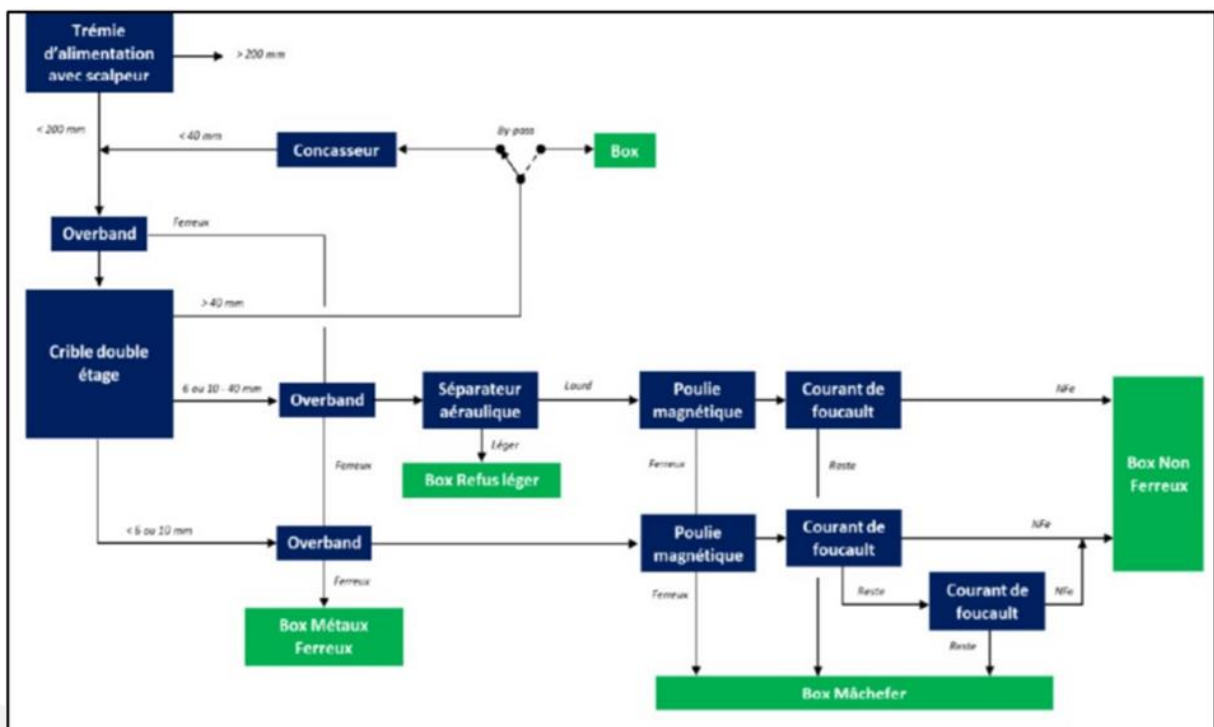 Trémie
d'alimentation
avec scalpeur
> 200 mm
< 200 mm
< 40 mm
Concasseur
By-pass
Box
Overband
Ferreux
> 40 mm
Crible double
étage
6 ou 10 - 40 mm
Overband
Séparateur
aéraulique
Lourd
Poulie
magnétique
Courant de
foucault
NFe
Léger
Box Refus léger
Ferreux
Ferreux
Reste
Box Non
Ferreux
< 6 ou 10 mm
Overband
Poulie
magnétique
Courant de
foucault
NFe
Ferreux
Ferreux
Reste
Courant de
foucault
NFe
Reste
Box Métaux
Ferreux
Box Mâchefer